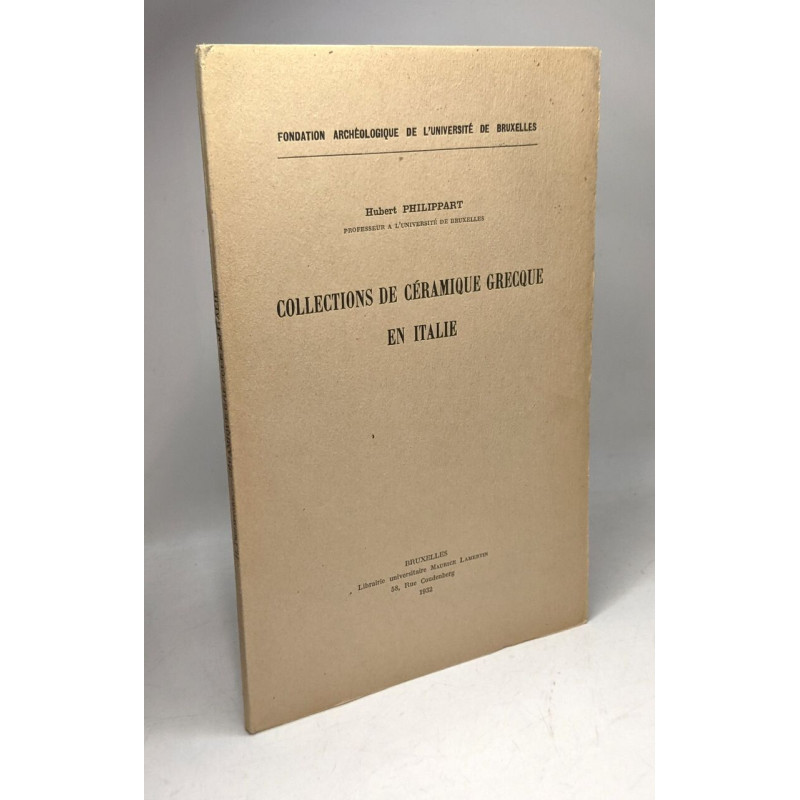 FONDATION ARCHÉOLOGIQUE DE L'UNIVERSITÉ DE BRUXELLES
Hubert PHILIPPART
PROFESSEUR A L'UNIVERSITÉ DE BRUXELLES
COLLECTIONS DE CÉRAMIQUE GRECQUE
EN ITALIE
BRUXELLES
Librairie universitaire MAURICE LAMERTIN
58, Rue Coudenberg
1932